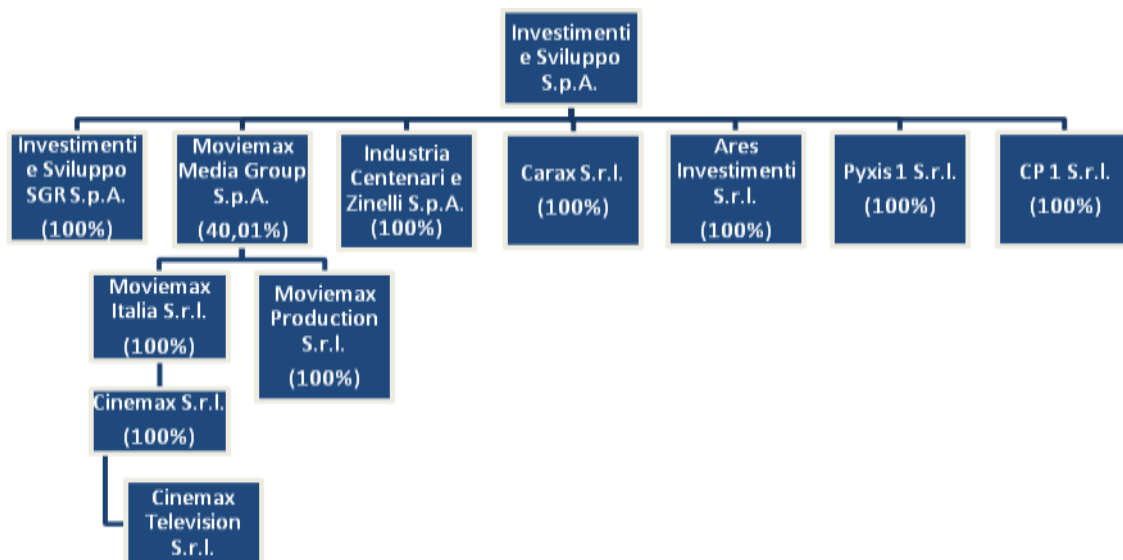 Investimenti
e Sviluppo
S.p.A.
Investimenti
e Sviluppo
SGR S.p.A.
(100%)
Moviemax
Media Group
S.p.A.
(40,01%)
Industria
Centenari e
Zinelli S.p.A.
(100%)
Carax S.r.l.
(100%)
Ares
Investimenti
S.r.l.
(100%)
Pyxis 1 S.r.l.
(100%)
CP 1 S.r.l.
(100%)
Moviemax
Italia S.r.l.
(100%)
Moviemax
Production
S.r.l.
(100%)
Cinemax S.r.l.
(100%)
Cinemax
Television
S.r.l.